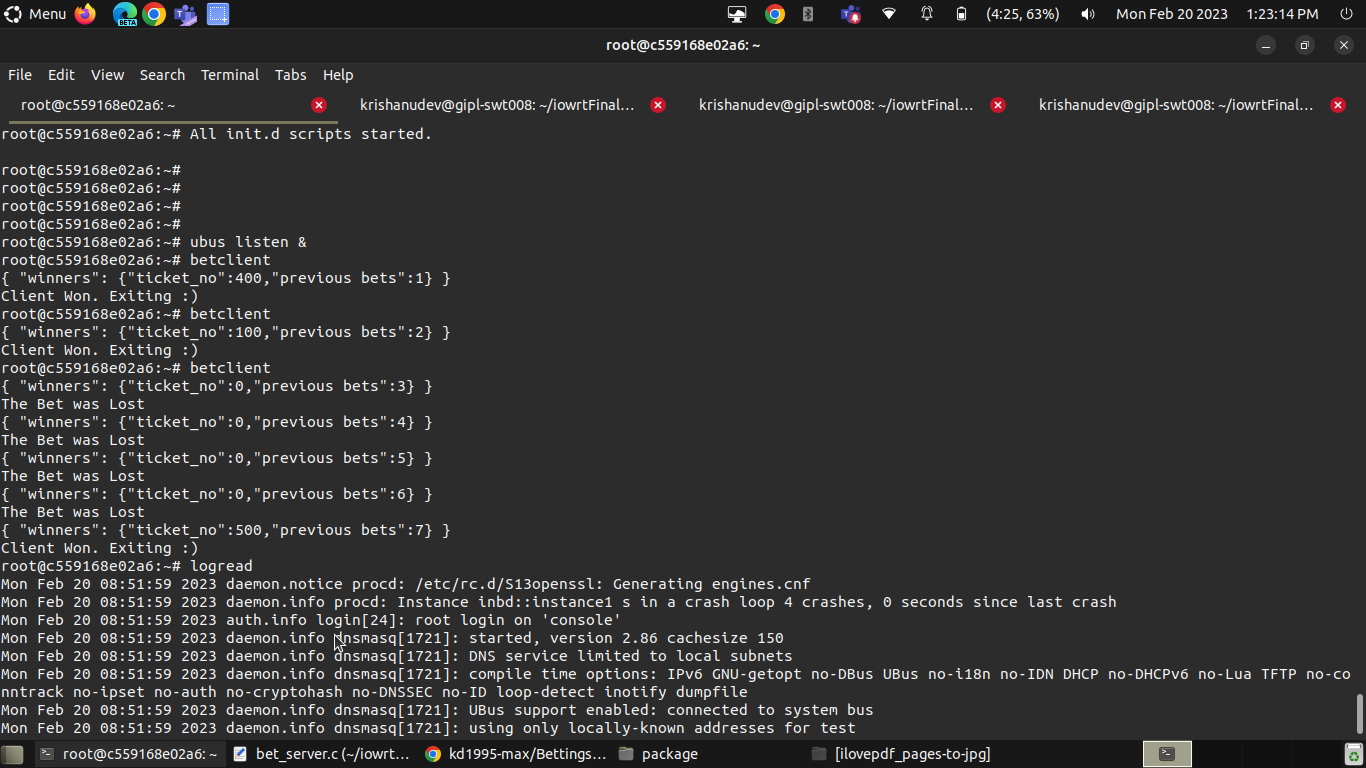 Menu
BETA
(4:25, 63%)
Mon Feb 20 2023
1:23:14 PM
root@c559168e02a6: ~
File Edit View Search Terminal Tabs Help
root@c559168e02a6: ~
krishanudev@gipl-swt008: ~/iowrtFinal...
krishanudev@gipl-swt008: ~/iowrtFinal...
krishanudev@gipl-swt008: ~/iowrtFinal...
root@c559168e02a6:~# All init.d scripts started.
root@c559168e02a6:~#
root@c559168e02a6:~#
root@c559168e02a6:~#
root@c559168e02a6:~#
root@c559168e02a6:~# ubus listen &
root@c559168e02a6:~# betclient
{ "winners": {"ticket_no":400,"previous bets":1} }
Client Won. Exiting :)
root@c559168e02a6:~# betclient
{ "winners": {"ticket_no":100,"previous bets":2} }
Client Won. Exiting :)
root@c559168e02a6:~# betclient
{ "winners": {"ticket_no":0,"previous bets":3} }
The Bet was Lost
{ "winners": {"ticket_no":0,"previous bets":4} }
The Bet was Lost
{ "winners": {"ticket_no":0,"previous bets":5} }
The Bet was Lost
{ "winners": {"ticket_no":0,"previous bets":6} }
The Bet was Lost
{ "winners": {"ticket_no":500,"previous bets":7} }
Client Won. Exiting :)
root@c559168e02a6:~# logread
Mon Feb 20 08:51:59 2023 daemon.notice procd: /etc/rc.d/S13openssl: Generating engines.cnf
Mon Feb 20 08:51:59 2023 daemon.info procd: Instance inbd::instance1 s in a crash loop 4 crashes, 0 seconds since last crash
Mon Feb 20 08:51:59 2023 auth.info login[24]: root login on 'console'
Mon Feb 20 08:51:59 2023 daemon.info dnsmasq[1721]: started, version 2.86 cachesize 150
Mon Feb 20 08:51:59 2023 daemon.info dnsmasq[1721]: DNS service limited to local subnets
Mon Feb 20 08:51:59 2023 daemon.info dnsmasq[1721]: compile time options: IPv6 GNU-getopt no-DBus UBus no-i18n no-IDN DHCP no-DHCPv6 no-Lua TFTP no-co
nntrack no-ipset no-auth no-cryptohash no-DNSSEC no-ID loop-detect inotify dumpfile
Mon Feb 20 08:51:59 2023 daemon.info dnsmasq[1721]: UBus support enabled: connected to system bus
Mon Feb 20 08:51:59 2023 daemon.info dnsmasq[1721]: using only locally-known addresses for test
root@c559168e02a6: ~
bet_server.c (~/iowrt...
kd1995-max/Bettings...
package
[ilovepdf_pages-to-jpg]